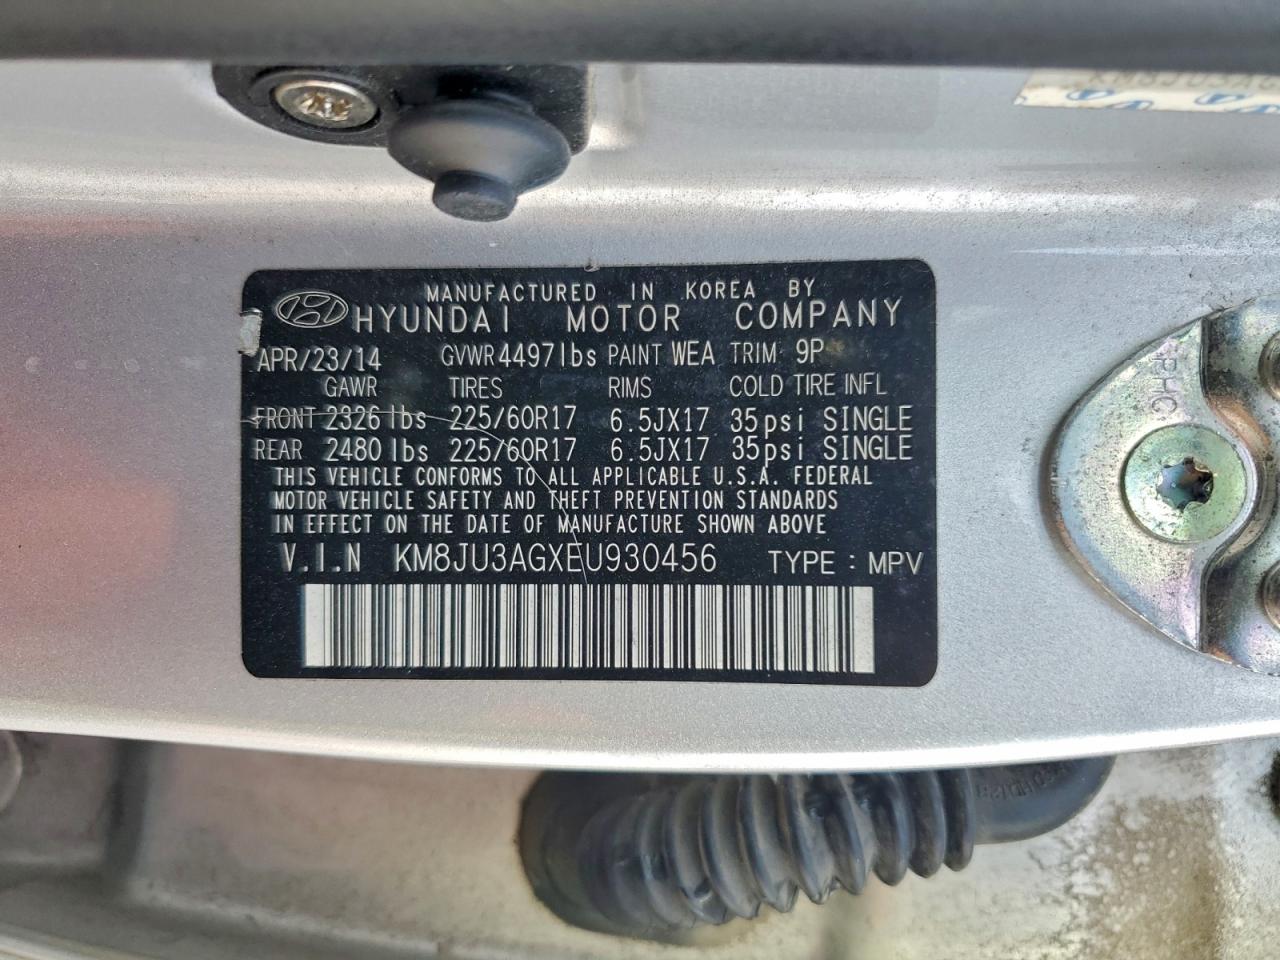 KM8JU3AG
MANUFACTURED IN KOREA BY
HYUNDAI MOTOR COMPANY
APR/23/14 GVWR 4497lbs PAINT WEA TRIM: 9P
GAWR TIRES RIMS COLD TIRE INFL
FRONT 2326 lbs 225/60R17 6.5JX17 35psi SINGLE
REAR 2480 lbs 225/60R17 6.5JX17 35psi SINGLE
THIS VEHICLE CONFORMS TO ALL APPLICABLE U.S.A. FEDERAL
MOTOR VEHICLE SAFETY AND THEFT PREVENTION STANDARDS
IN EFFECT ON THE DATE OF MANUFACTURE SHOWN ABOVE
V.I.N KM8JU3AGXEU930456 TYPE : MPV
PHC